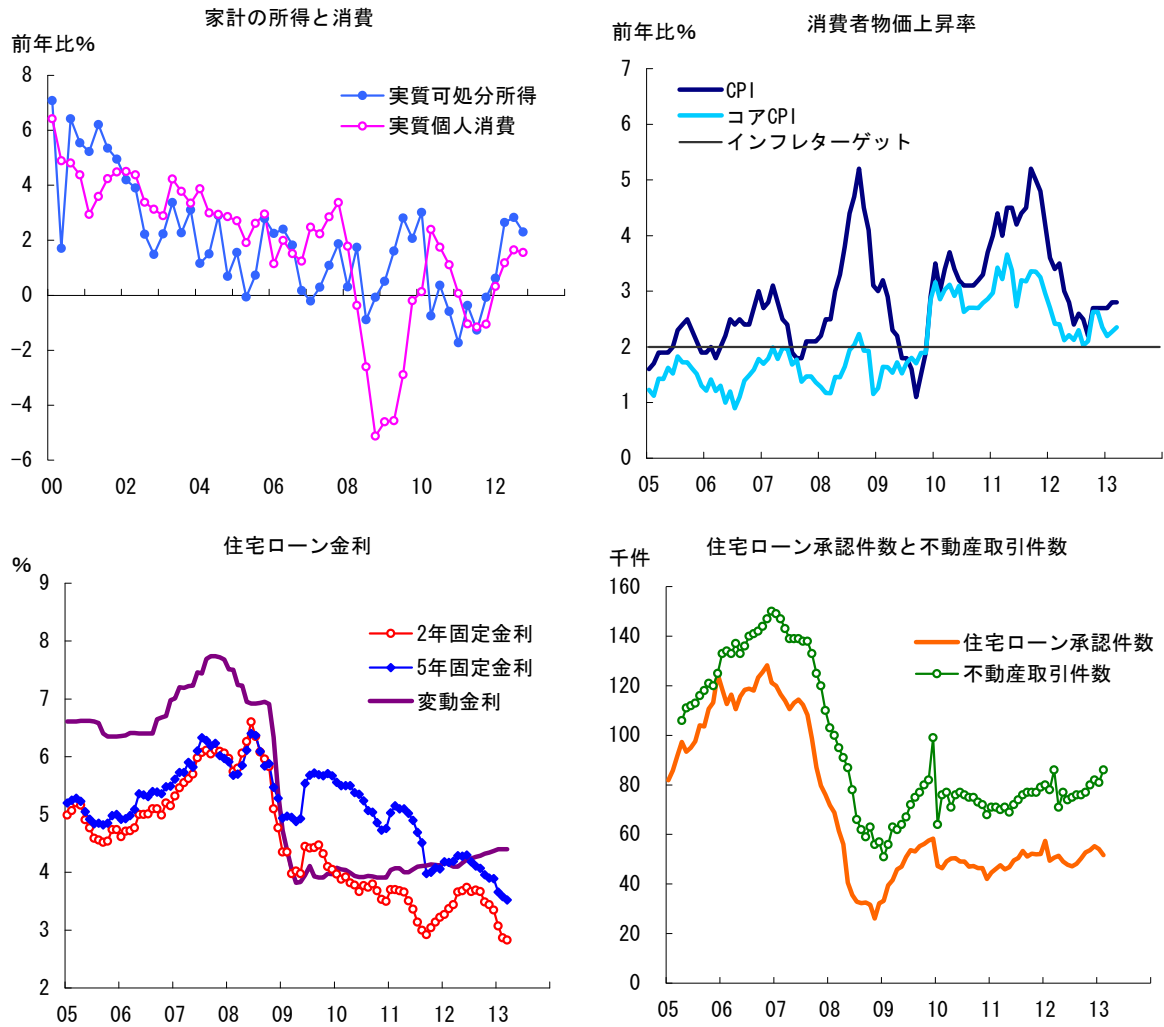 家計の所得と消費
前年比%
8
6
4
2
0
-2
-4
-6
00 02 04 06 08 10 12
実質可処分所得
実質個人消費
消費者物価上昇率
前年比%
7
6
5
4
3
2
1
0
05 06 07 08 09 10 11 12 13
CPI
コアCPI
インフレターゲット
住宅ローン金利
%
9
8
7
6
5
4
3
2
05 06 07 08 09 10 11 12 13
2年固定金利
5年固定金利
変動金利
住宅ローン承認件数と不動産取引件数
千件
160
140
120
100
80
60
40
20
0
05 06 07 08 09 10 11 12 13
住宅ローン承認件数
不動産取引件数